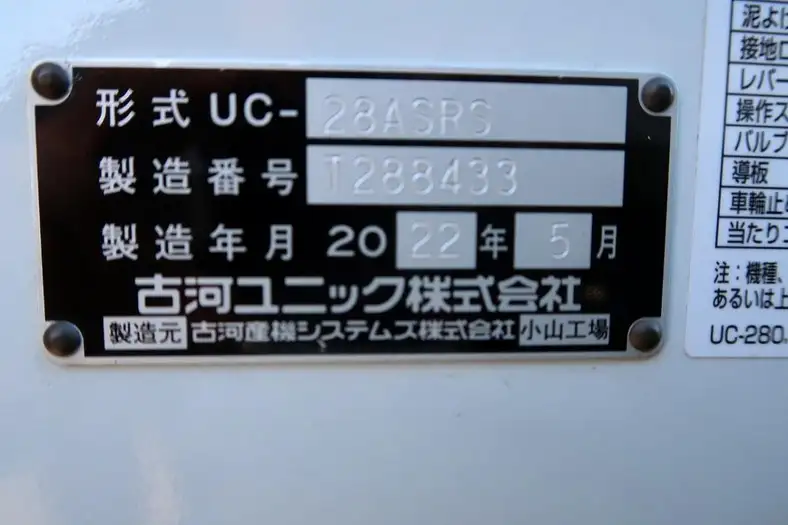 形式 UC- 28ASRS
製造番号 T288433
製造年月 2022年 5月
古河ユニック株式会社
製造元 古河産機システムズ株式会社 小山工場
泥よけ
接地
レバー
操作ス
バルブ
導板
車輪止
当たり
注：機種、
あるいは上
UC-280